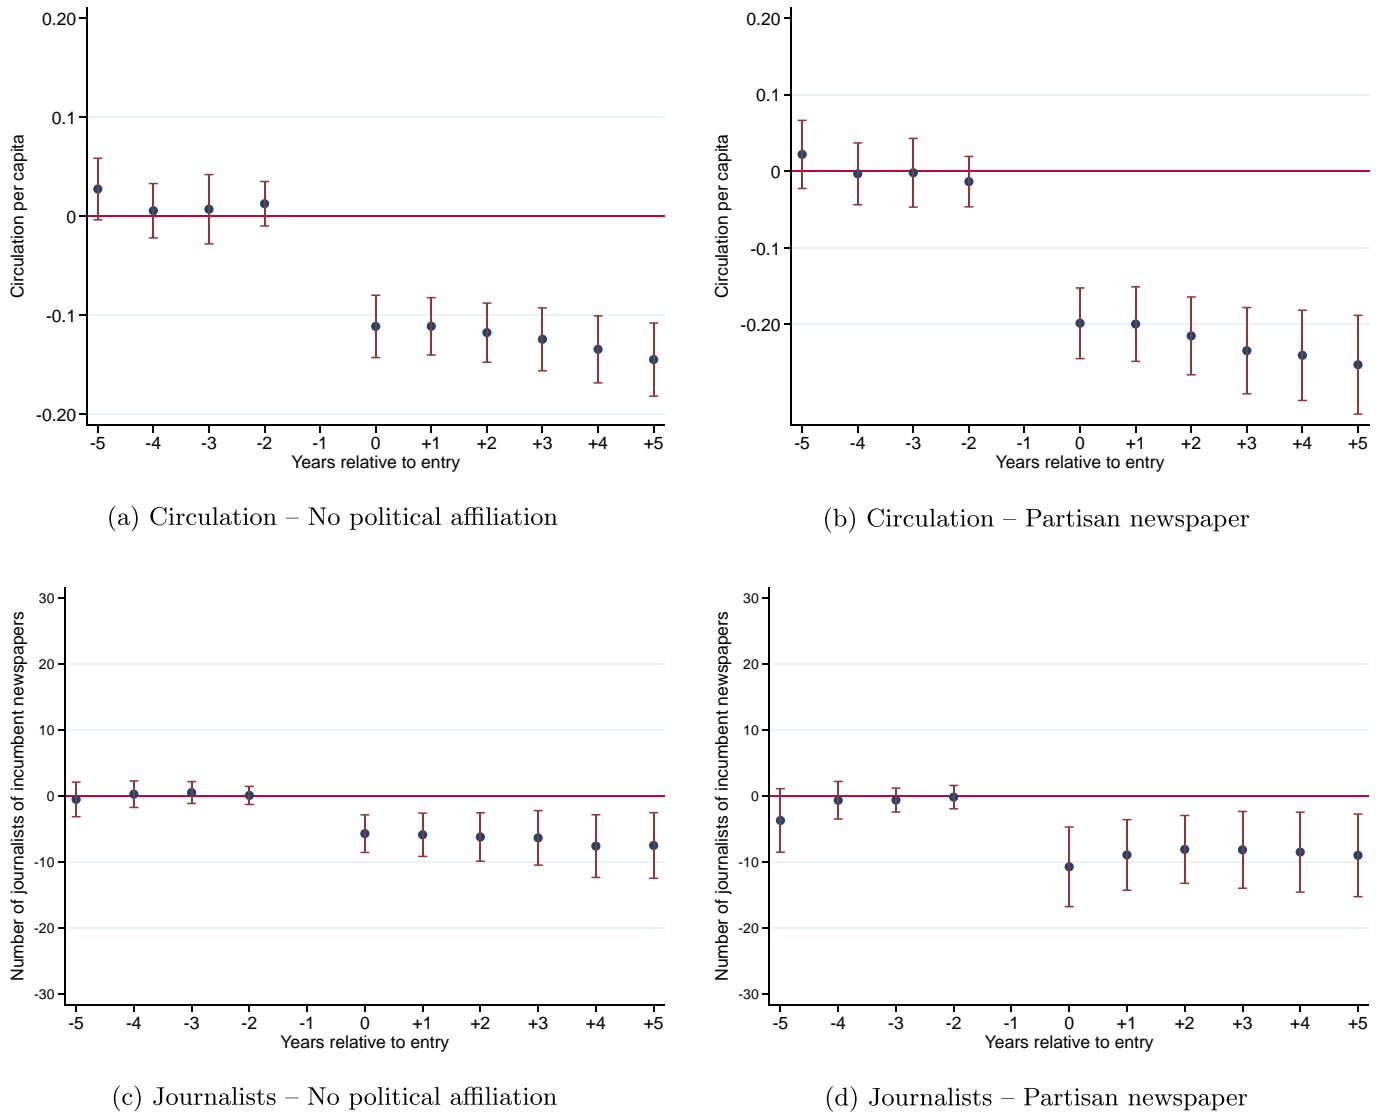 0.20
0.1
0
-0.1
-0.20
Circulation per capita
-5 -4 -3 -2 -1 0 +1 +2 +3 +4 +5
Years relative to entry
(a) Circulation – No political affiliation
0.20
0.1
0
-0.1
-0.20
Circulation per capita
-5 -4 -3 -2 -1 0 +1 +2 +3 +4 +5
Years relative to entry
(b) Circulation – Partisan newspaper
30
20
10
0
-10
-20
-30
Number of journalists of incumbent newspapers
-5 -4 -3 -2 -1 0 +1 +2 +3 +4 +5
Years relative to entry
(c) Journalists – No political affiliation
30
20
10
0
-10
-20
-30
Number of journalists of incumbent newspapers
-5 -4 -3 -2 -1 0 +1 +2 +3 +4 +5
Years relative to entry
(d) Journalists – Partisan newspaper